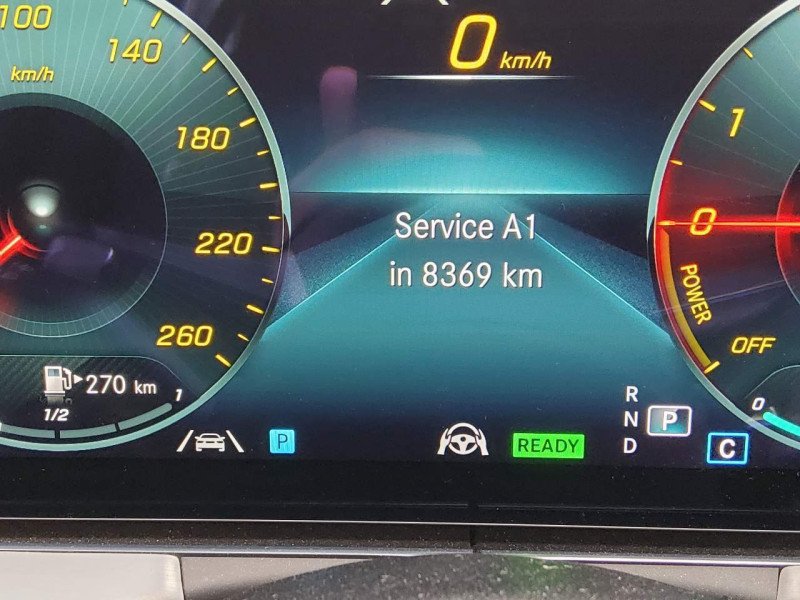 100
km/h
140
180
220
260
270 km
1/2
1
0 km/h
Service A1
in 8369 km
P
READY
R
N
D
P
C
1
0
POWER
OFF
0